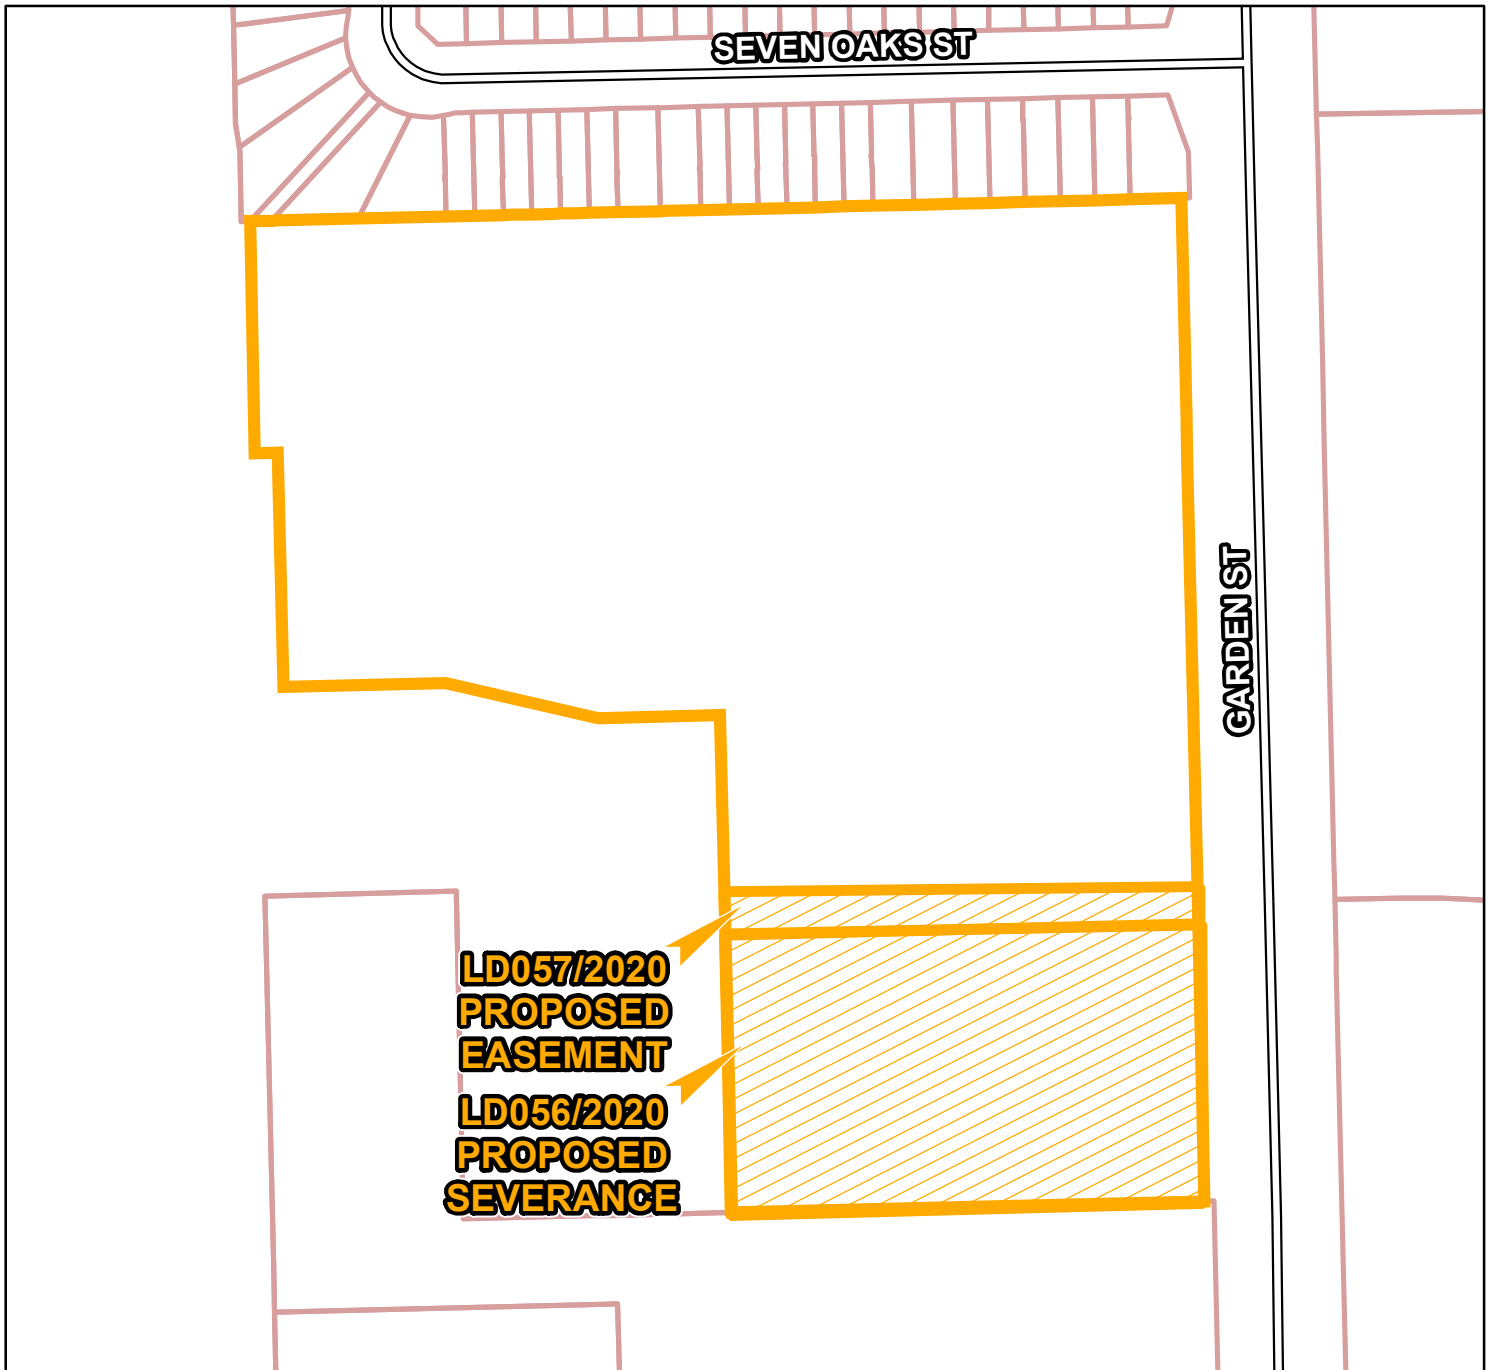 SEVEN OAKS ST
GARDEN ST
LD057/2020
PROPOSED
EASEMENT
LD056/2020
PROPOSED
SEVERANCE